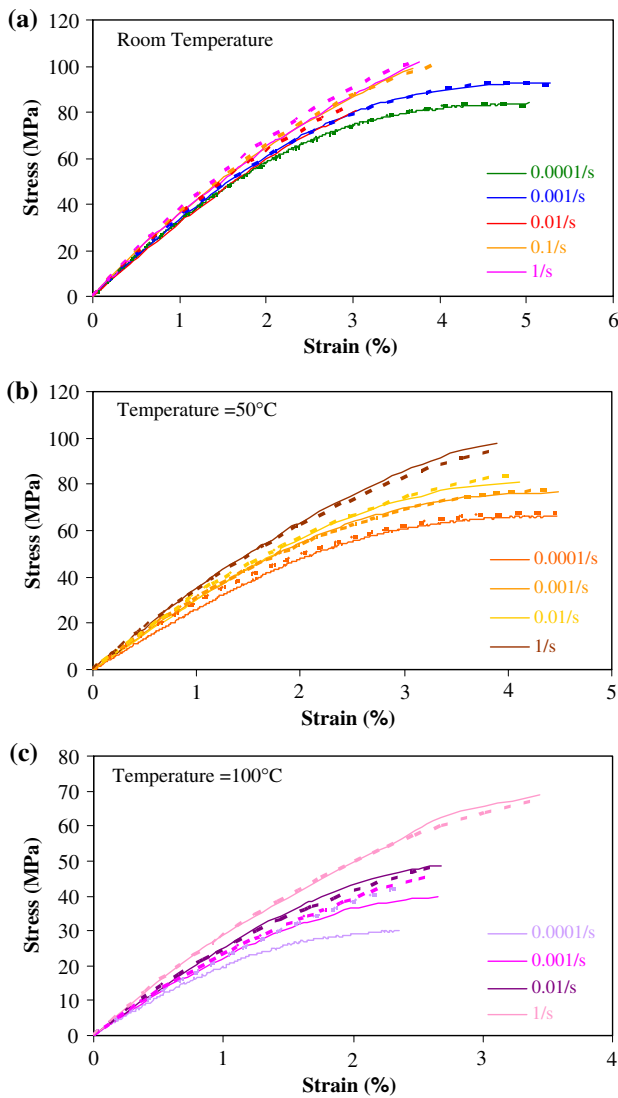 (a)
Room Temperature
120
100
80
60
40
20
0
Stress (MPa)
0.0001/s
0.001/s
0.01/s
0.1/s
1/s
0 1 2 3 4 5 6
Strain (%)
(b)
Temperature =50°C
120
100
80
60
40
20
0
Stress (MPa)
0.0001/s
0.001/s
0.01/s
1/s
0 1 2 3 4 5
Strain (%)
(c)
Temperature =100°C
80
70
60
50
40
30
20
10
0
Stress (MPa)
0.0001/s
0.001/s
0.01/s
1/s
0 1 2 3 4
Strain (%)